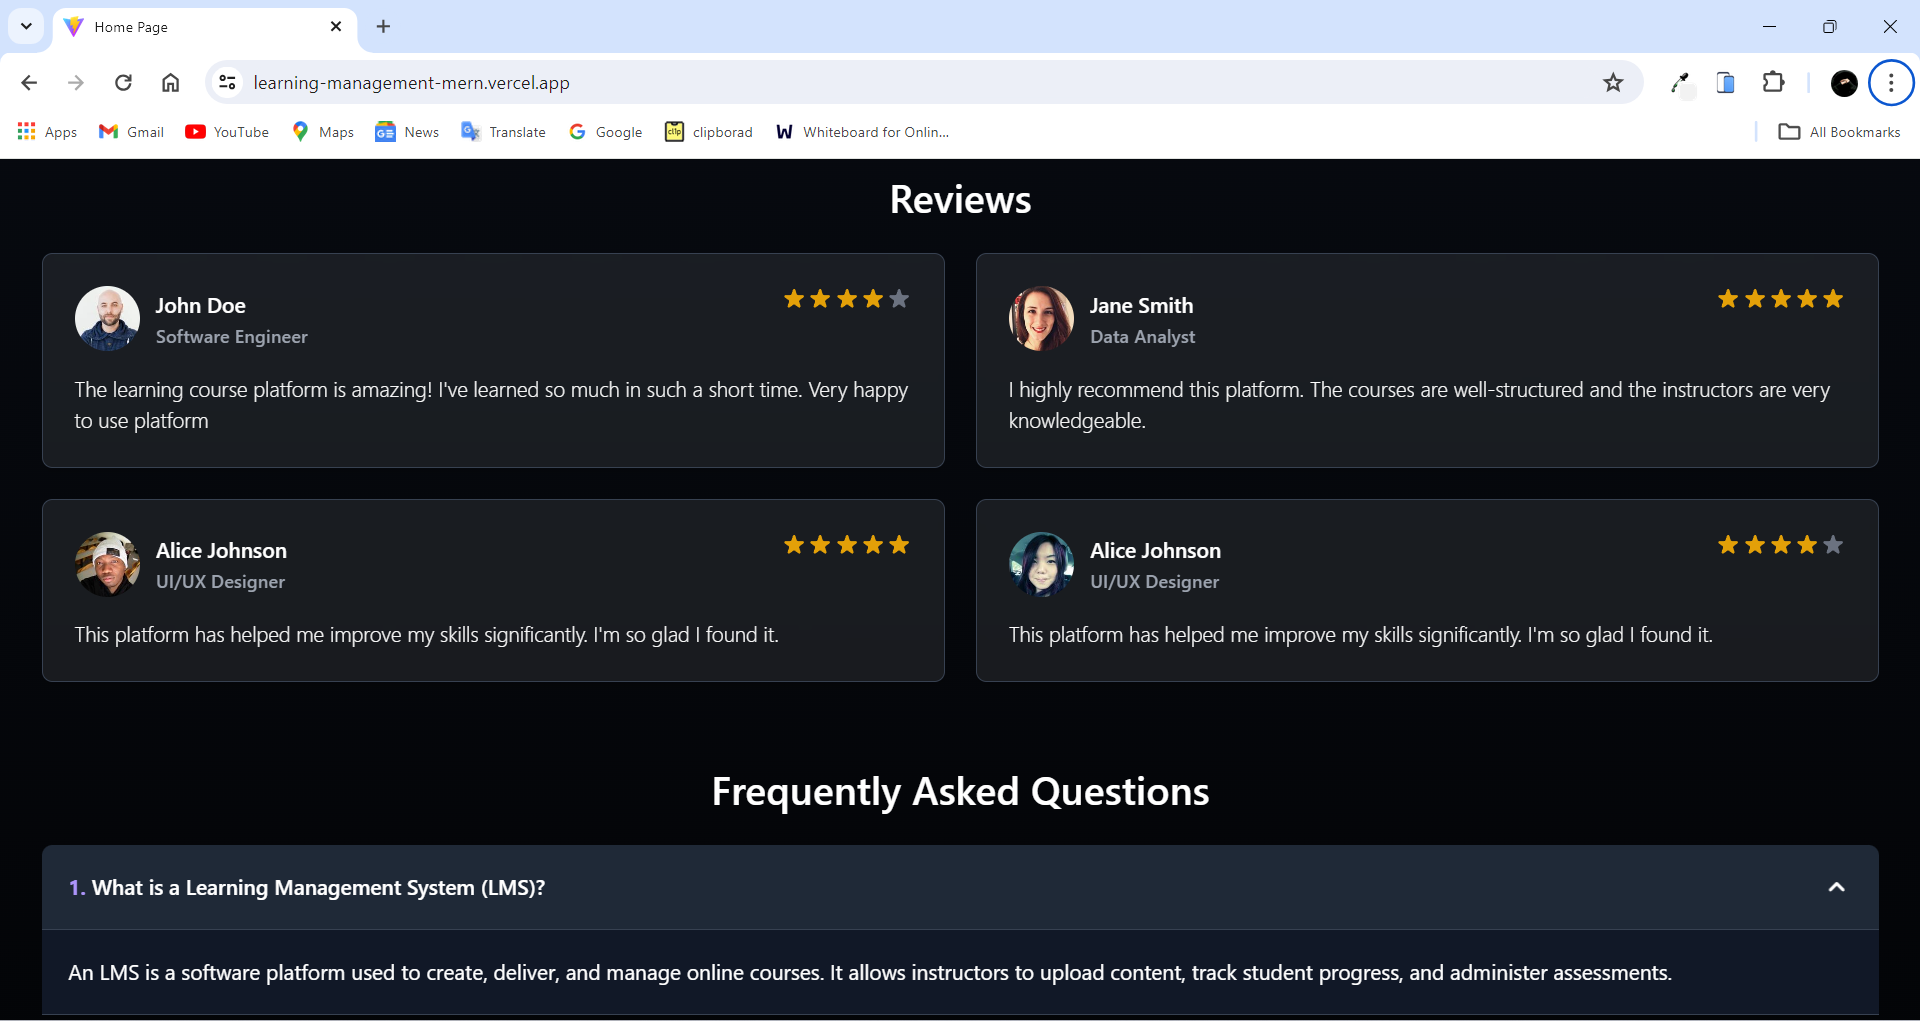 Home Page
learning-management-mern.vercel.app
Apps
Gmail
YouTube
Maps
News
Translate
Google
clipborad
Whiteboard for Onlin...
All Bookmarks
Reviews
John Doe
Software Engineer
The learning course platform is amazing! I've learned so much in such a short time. Very happy
to use platform
Jane Smith
Data Analyst
I highly recommend this platform. The courses are well-structured and the instructors are very
knowledgeable.
Alice Johnson
UI/UX Designer
This platform has helped me improve my skills significantly. I'm so glad I found it.
Alice Johnson
UI/UX Designer
This platform has helped me improve my skills significantly. I'm so glad I found it.
Frequently Asked Questions
1. What is a Learning Management System (LMS)?
An LMS is a software platform used to create, deliver, and manage online courses. It allows instructors to upload content, track student progress, and administer assessments.